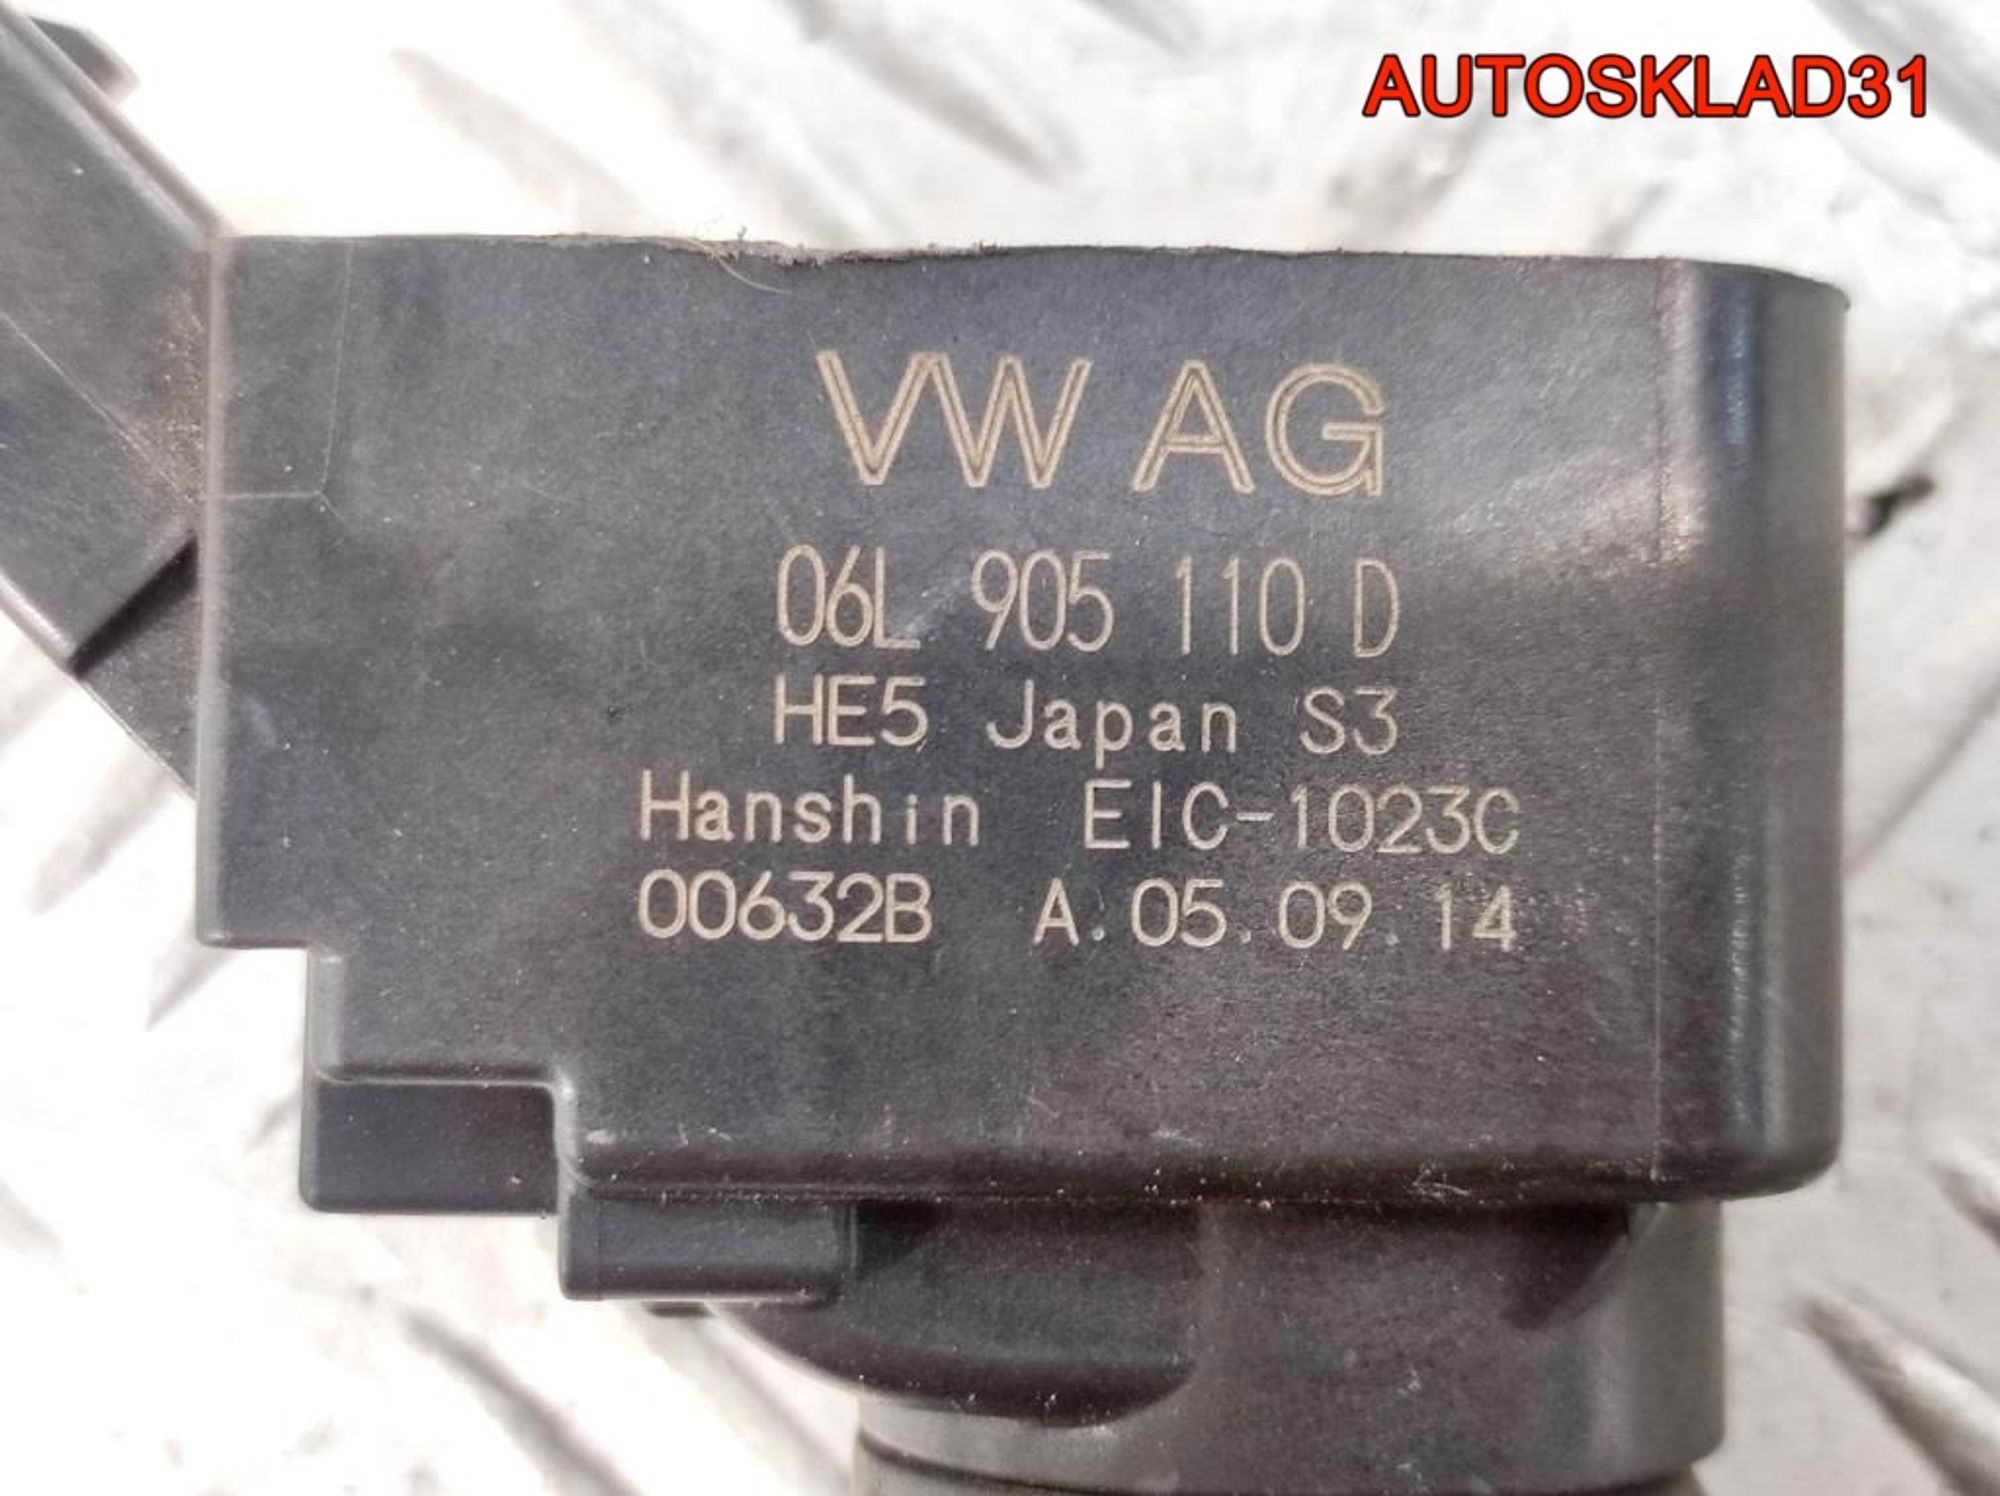 AUTOSKLAD31
VW AG
06L 905 110 D
HE5 Japan S3
Hanshin EIC-1023C
00632B A.05.09.14